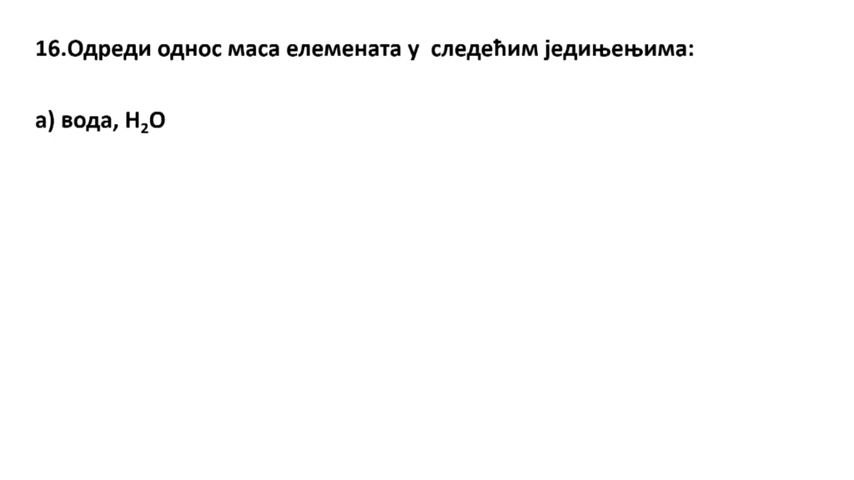 16.Одреди однос маса елемената у следећим једињењима:
а) вода, H₂O